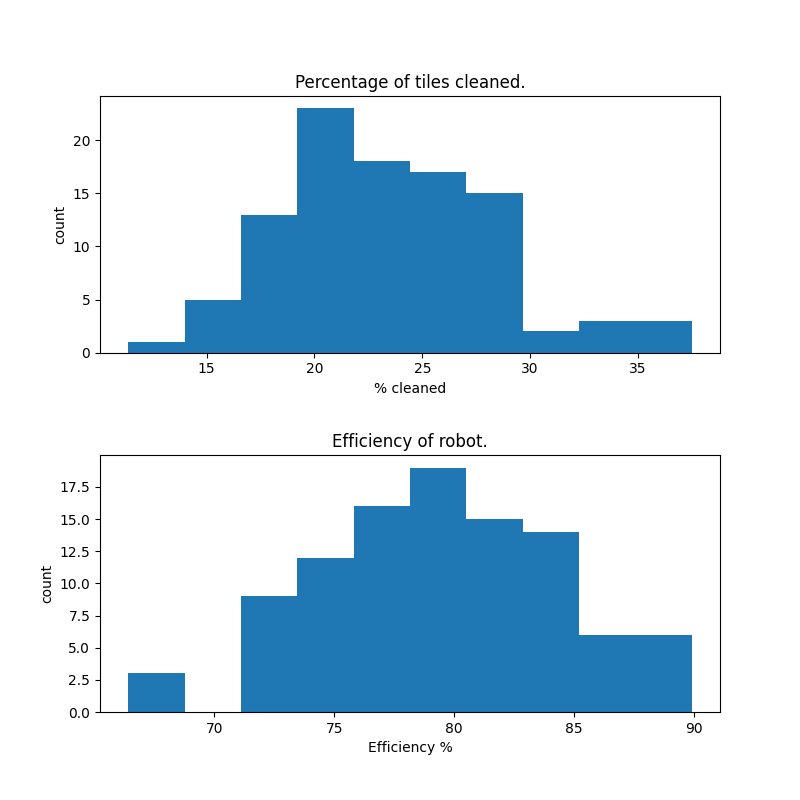 Percentage of tiles cleaned.
20
15
10
5
0
count
15 20 25 30 35
% cleaned
Efficiency of robot.
17.5
15.0
12.5
10.0
7.5
5.0
2.5
0.0
count
70 75 80 85 90
Efficiency %